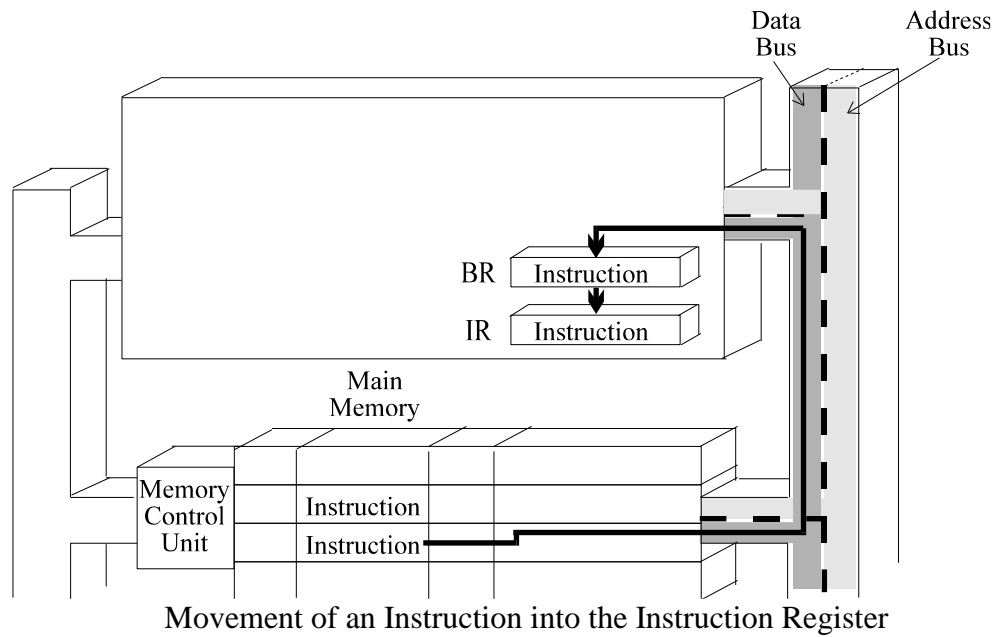 Data
Bus
Address
Bus
BR
Instruction
IR
Instruction
Main
Memory
Memory
Control
Unit
Instruction
Instruction
Movement of an Instruction into the Instruction Register